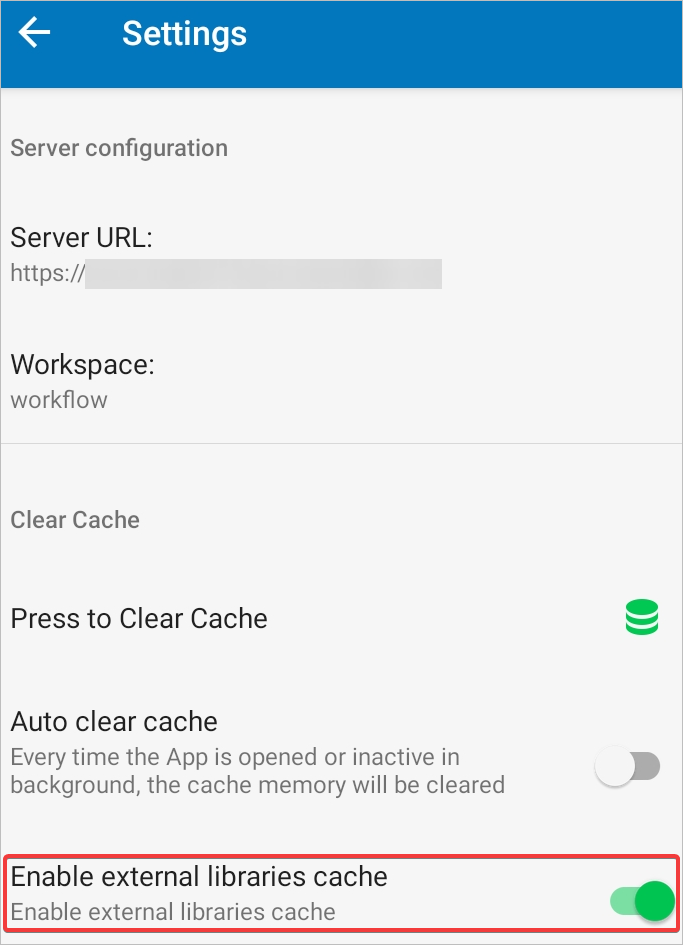 Settings
Server configuration
Server URL:
https://
Workspace:
workflow
Clear Cache
Press to Clear Cache
Auto clear cache
Every time the App is opened or inactive in
background, the cache memory will be cleared
Enable external libraries cache
Enable external libraries cache